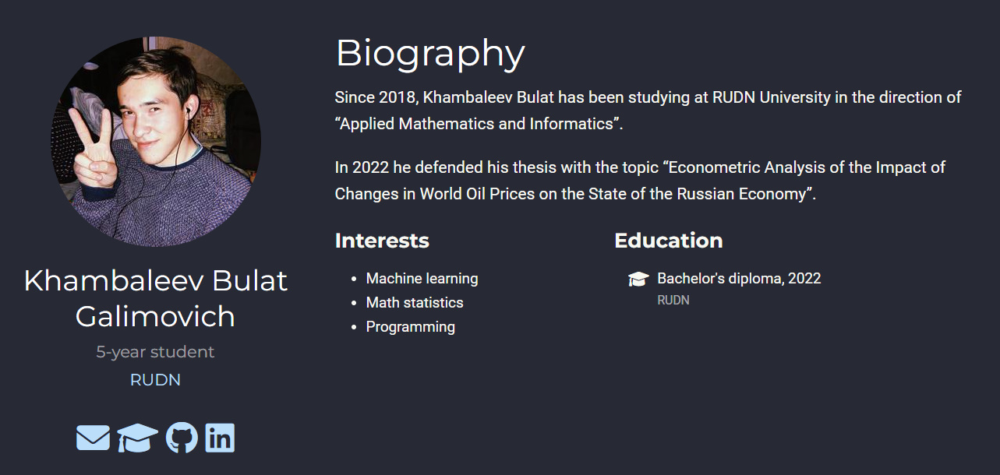 Khambaleev Bulat
Galimovich
5-year student
RUDN
in
Biography
Since 2018, Khambaleev Bulat has been studying at RUDN University in the direction of
“Applied Mathematics and Informatics”.
In 2022 he defended his thesis with the topic “Econometric Analysis of the Impact of
Changes in World Oil Prices on the State of the Russian Economy”.
Interests
• Machine learning
• Math statistics
• Programming
Education
Bachelor's diploma, 2022
RUDN